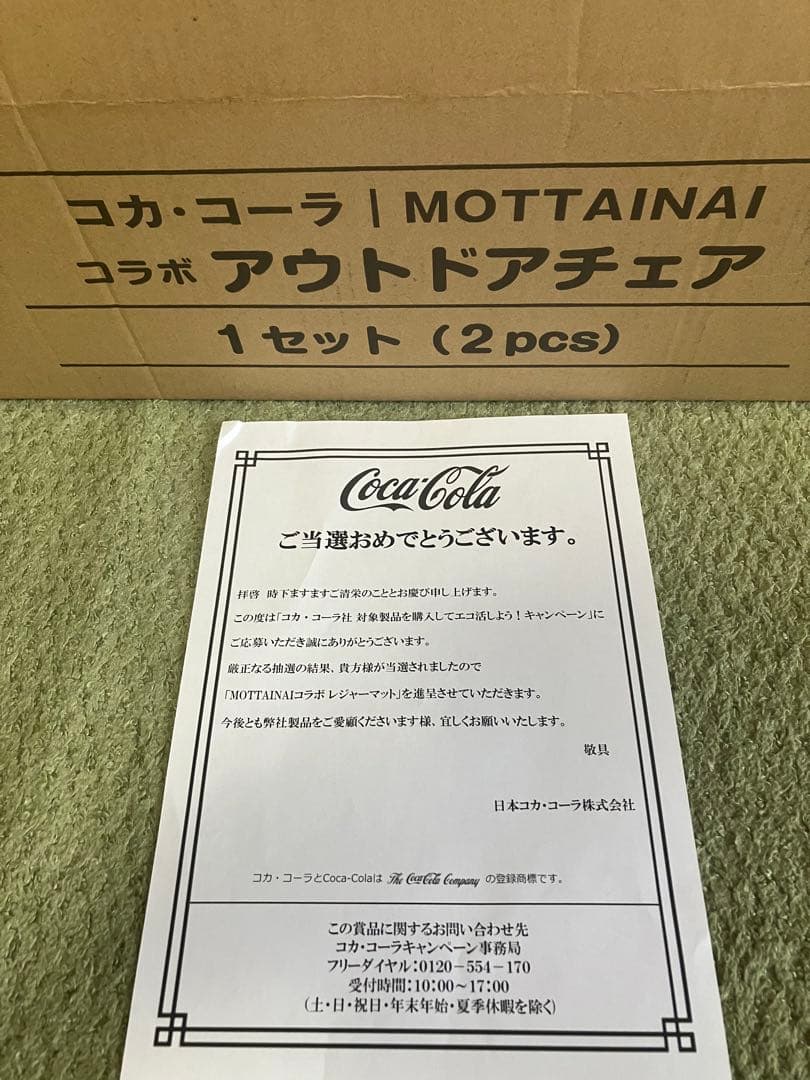 コカ・コーラ | MOTTAINAI
コラボ アウトドアチェア
1セット(2pcs)
Coca-Cola
ご当選おめでとうございます。
拝啓 時下ますますご清栄のこととお慶び申し上げます。
この度は「コカ・コーラ社 対象製品を購入してエコ活しよう！キャンペーン」に
ご応募いただき誠にありがとうございます。
厳正なる抽選の結果、貴方様が当選されましたので
「MOTTAINAIコラボ レジャーマット」を進呈させていただきます。
今後とも弊社製品をご愛顧くださいます様、宜しくお願いいたします。
敬具
日本コカ・コーラ株式会社
コカ・コーラとCoca-Colaは The Coca-Cola Company の登録商標です。
この賞品に関するお問い合わせ先
コカ・コーラキャンペーン事務局
フリーダイヤル：0120－554－170
受付時間：10：00～17：00
（土・日・祝日・年末年始・夏季休暇を除く）